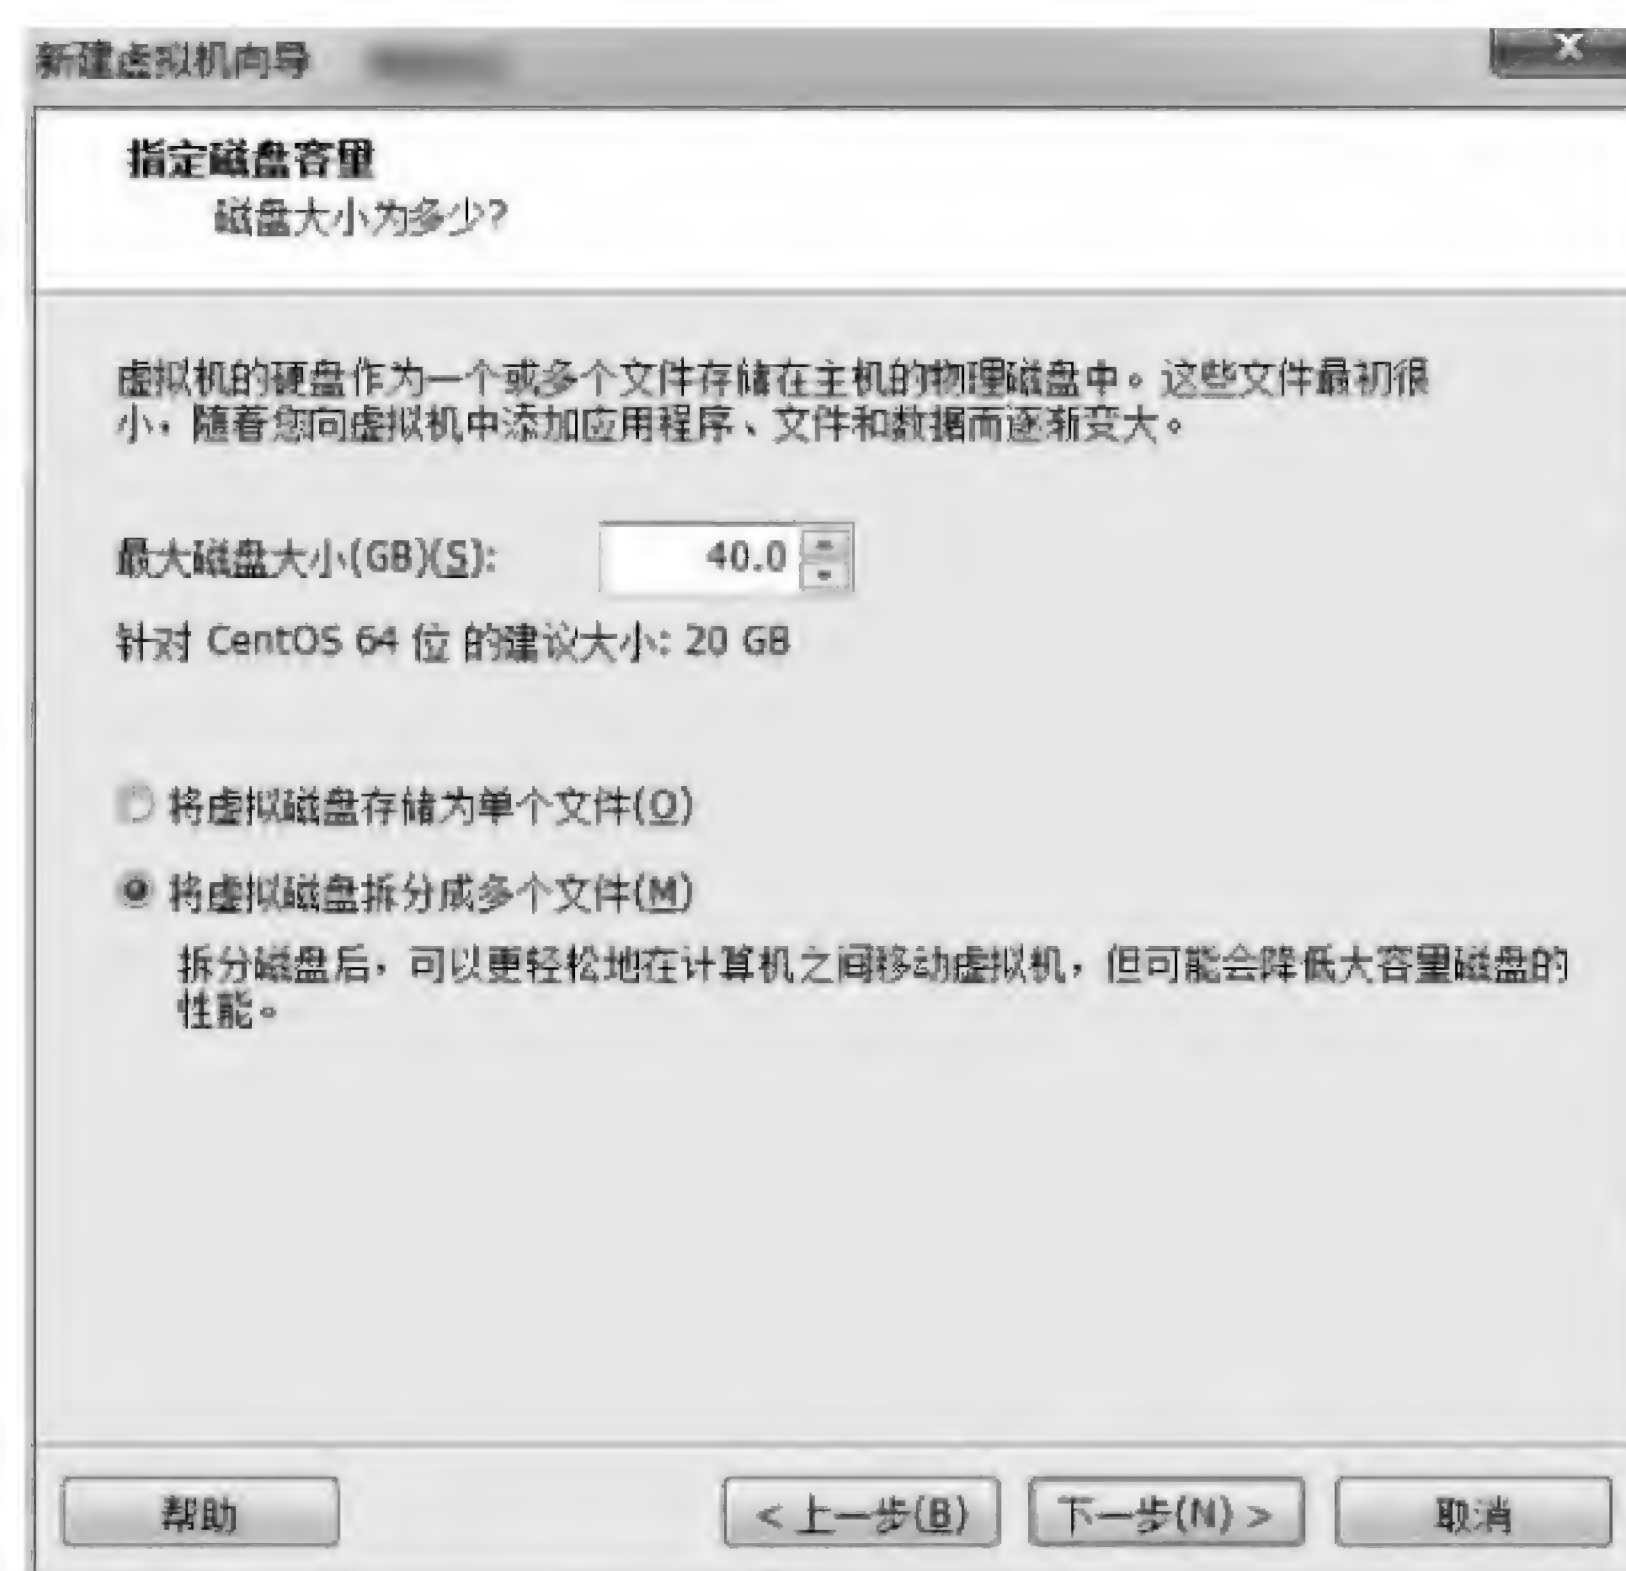 新建虚拟机向导
指定磁盘容量
磁盘大小为多少?
虚拟机的硬盘作为一个或多个文件存储在主机的物理磁盘中。这些文件最初很
小，随着您向虚拟机中添加应用程序、文件和数据而逐渐变大。
最大磁盘大小(GB)(S): 40.0
针对 CentOS 64 位 的建议大小: 20 GB
将虚拟磁盘存储为单个文件(O)
将虚拟磁盘拆分成多个文件(M)
拆分磁盘后，可以更轻松地在计算机之间移动虚拟机，但可能会降低大容量磁盘的
性能。
帮助 < 上一步(B) 下一步(N) > 取消